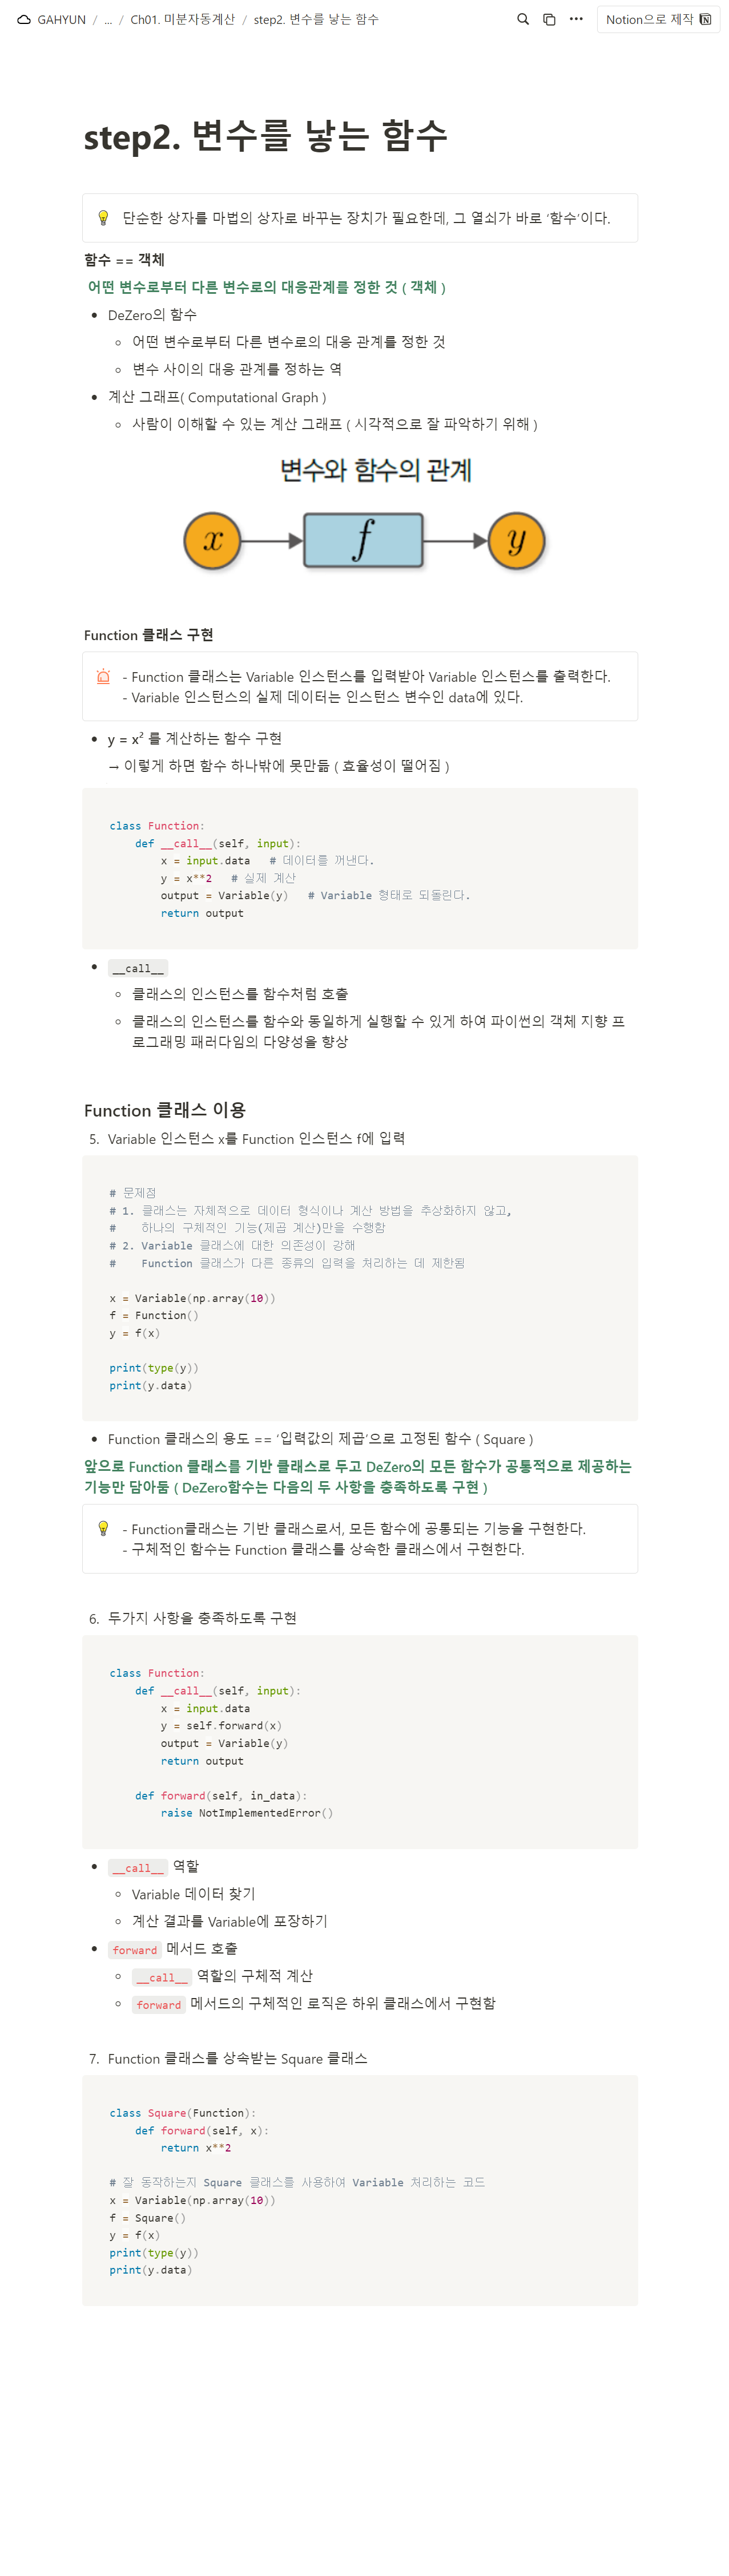 GAHYUN / ... / Ch01. 미분자동계산 / step2. 변수를 낳는 함수
Notion으로 제작
step2. 변수를 낳는 함수
단순한 상자를 마법의 상자로 바꾸는 장치가 필요한데, 그 열쇠가 바로 ‘함수’이다.
함수 == 객체
어떤 변수로부터 다른 변수로의 대응관계를 정한 것 ( 객체 )
• DeZero의 함수
◦ 어떤 변수로부터 다른 변수로의 대응 관계를 정한 것
◦ 변수 사이의 대응 관계를 정하는 역
• 계산 그래프( Computational Graph )
◦ 사람이 이해할 수 있는 계산 그래프 ( 시각적으로 잘 파악하기 위해 )
변수와 함수의 관계
x f y
Function 클래스 구현
- Function 클래스는 Variable 인스턴스를 입력받아 Variable 인스턴스를 출력한다.
- Variable 인스턴스의 실제 데이터는 인스턴스 변수인 data에 있다.
• y = x² 를 계산하는 함수 구현
→ 이렇게 하면 함수 하나밖에 못만듦 ( 효율성이 떨어짐 )
class Function:
    def __call__(self, input):
        x = input.data   # 데이터를 꺼낸다.
        y = x**2   # 실제 계산
        output = Variable(y)   # Variable 형태로 되돌린다.
        return output
• __call__
◦ 클래스의 인스턴스를 함수처럼 호출
◦ 클래스의 인스턴스를 함수와 동일하게 실행할 수 있게 하여 파이썬의 객체 지향 프
로그래밍 패러다임의 다양성을 향상
Function 클래스 이용
5. Variable 인스턴스 x를 Function 인스턴스 f에 입력
# 문제점
# 1. 클래스는 자체적으로 데이터 형식이나 계산 방법을 추상화하지 않고,
#    하나의 구체적인 기능(제곱 계산)만을 수행함
# 2. Variable 클래스에 대한 의존성이 강해
#    Function 클래스가 다른 종류의 입력을 처리하는 데 제한됨
x = Variable(np.array(10))
f = Function()
y = f(x)
print(type(y))
print(y.data)
• Function 클래스의 용도 == ‘입력값의 제곱’으로 고정된 함수 ( Square )
앞으로 Function 클래스를 기반 클래스로 두고 DeZero의 모든 함수가 공통적으로 제공하는
기능만 담아둠 ( DeZero함수는 다음의 두 사항을 충족하도록 구현 )
- Function클래스는 기반 클래스로서, 모든 함수에 공통되는 기능을 구현한다.
- 구체적인 함수는 Function 클래스를 상속한 클래스에서 구현한다.
6. 두가지 사항을 충족하도록 구현
class Function:
    def __call__(self, input):
        x = input.data
        y = self.forward(x)
        output = Variable(y)
        return output
    def forward(self, in_data):
        raise NotImplementedError()
• __call__ 역할
◦ Variable 데이터 찾기
◦ 계산 결과를 Variable에 포장하기
• forward 메서드 호출
◦ __call__ 역할의 구체적 계산
◦ forward 메서드의 구체적인 로직은 하위 클래스에서 구현함
7. Function 클래스를 상속받는 Square 클래스
class Square(Function):
    def forward(self, x):
        return x**2
# 잘 동작하는지 Square 클래스를 사용하여 Variable 처리하는 코드
x = Variable(np.array(10))
f = Square()
y = f(x)
print(type(y))
print(y.data)